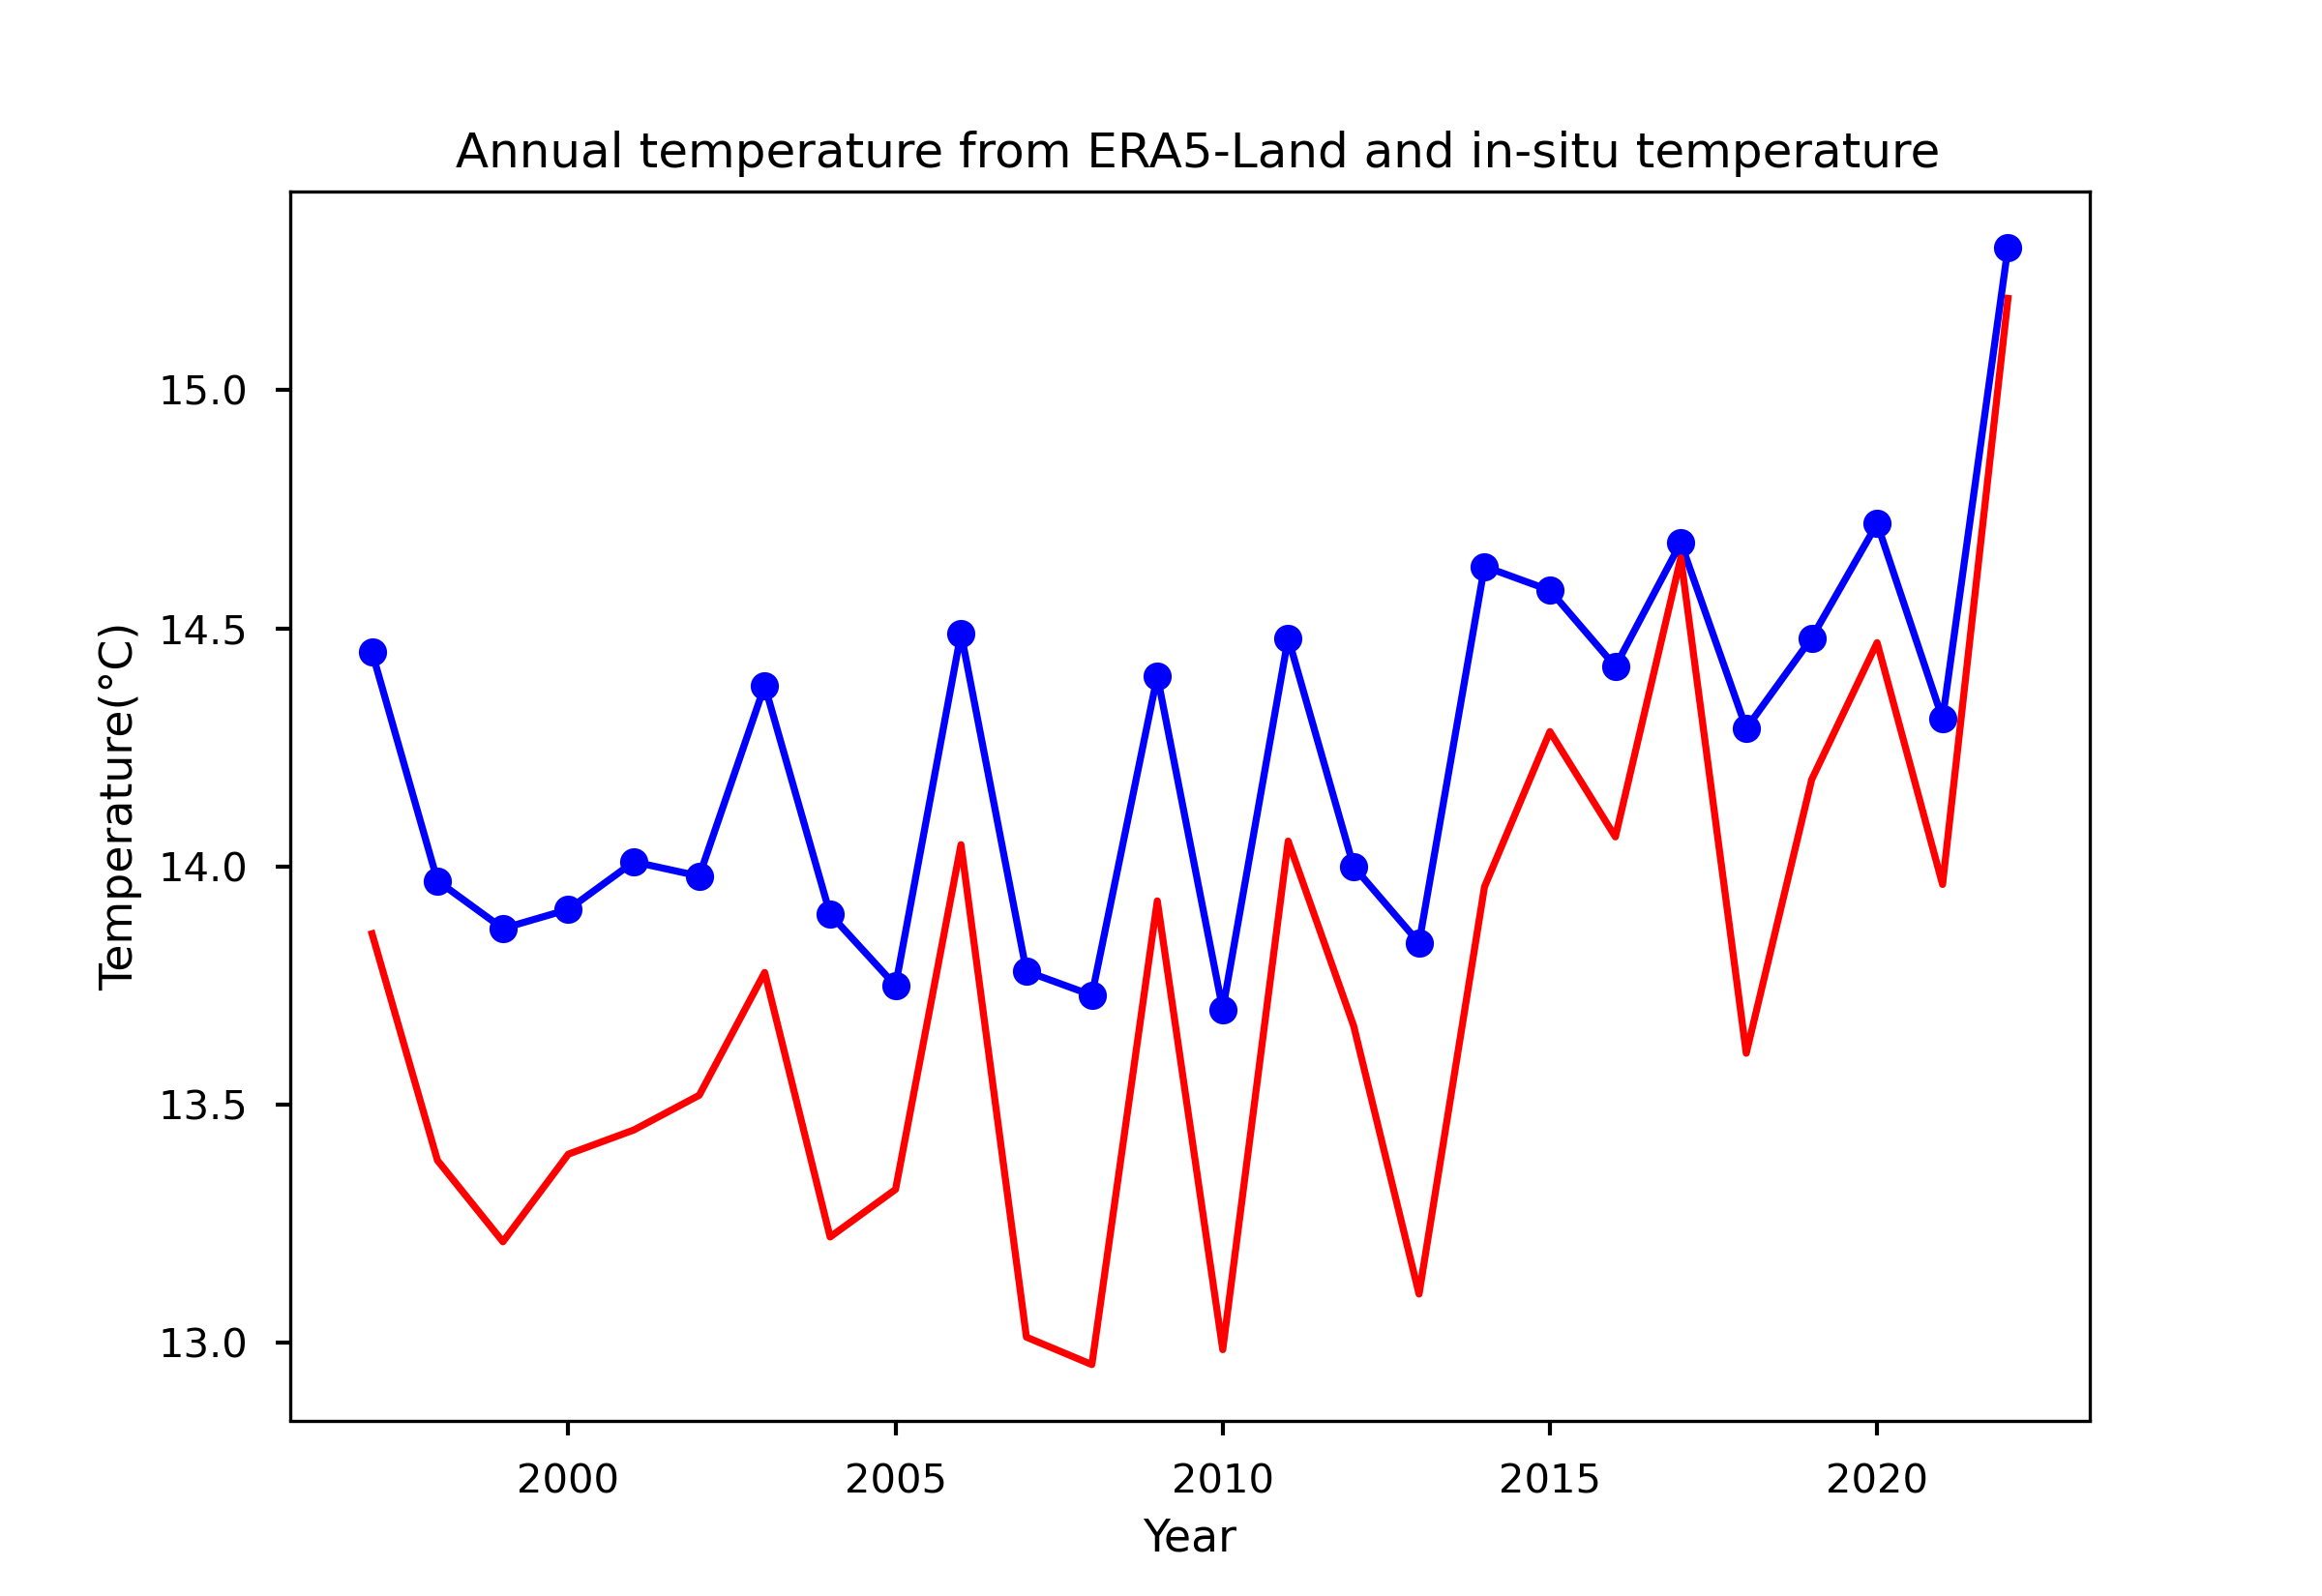 Annual temperature from ERA5-Land and in-situ temperature
Temperature(°C)
15.0
14.5
14.0
13.5
13.0
2000 2005 2010 2015 2020
Year